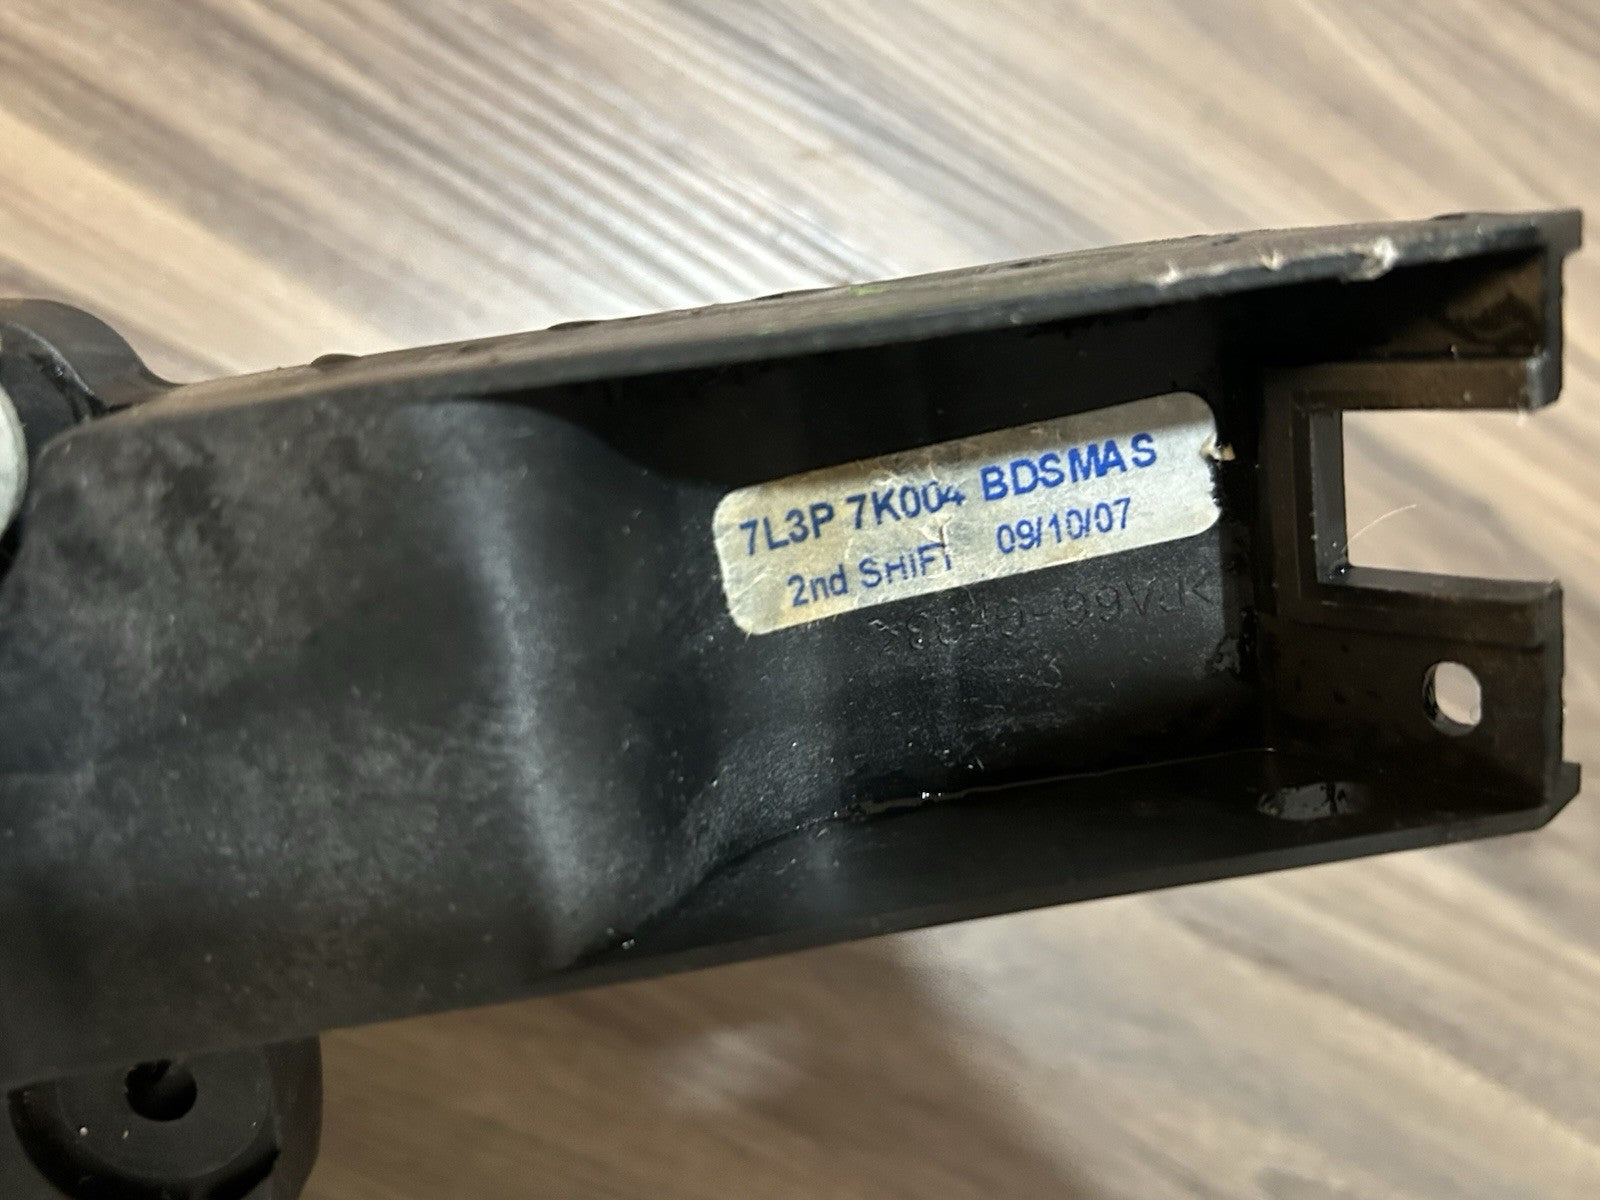 7L3P 7K004 BDSMAS
2nd SHIFT 09/10/07